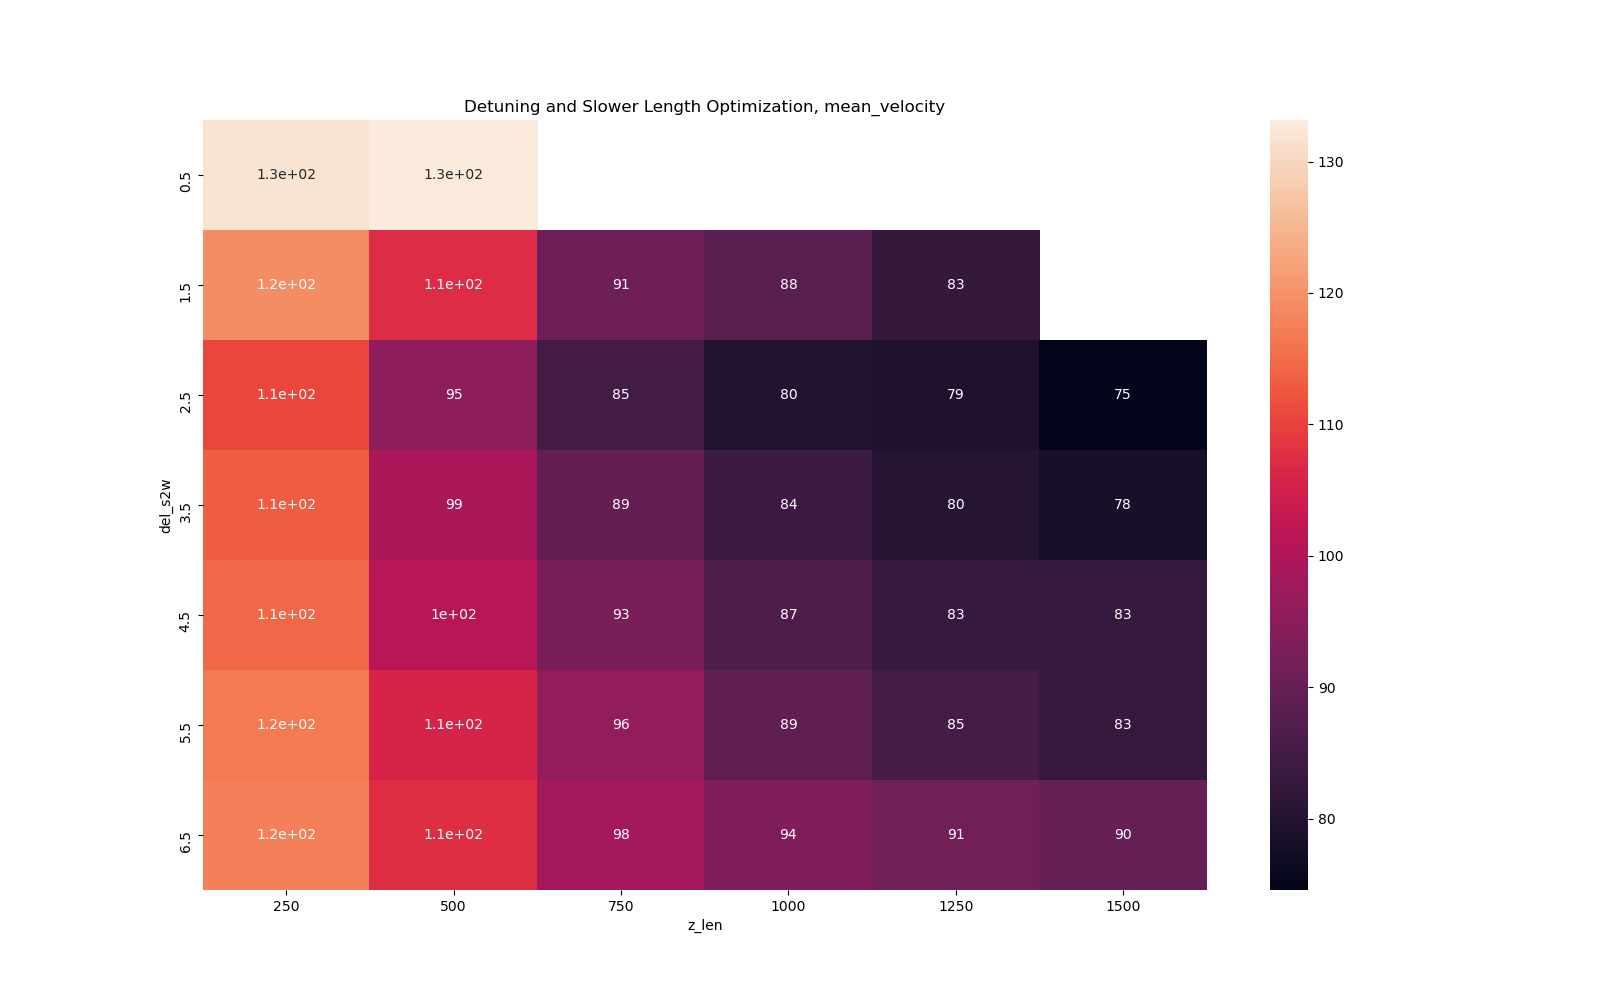 Detuning and Slower Length Optimization, mean_velocity
0.5 1.3e+02 1.3e+02
1.5 1.2e+02 1.1e+02 91 88 83
2.5 1.1e+02 95 85 80 79 75
3.5 1.1e+02 99 89 84 80 78
4.5 1.1e+02 1e+02 93 87 83 83
5.5 1.2e+02 1.1e+02 96 89 85 83
6.5 1.2e+02 1.1e+02 98 94 91 90
del_s2w
250 500 750 1000 1250 1500
z_len
130
120
110
100
90
80